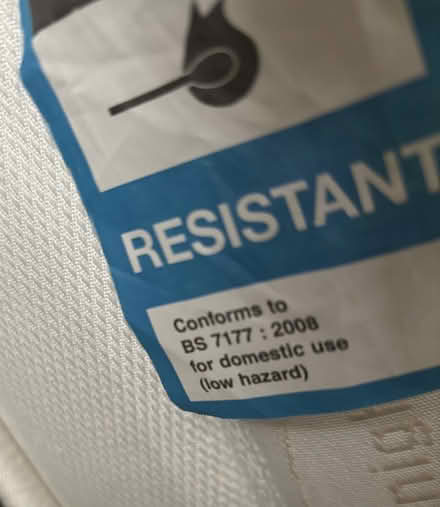 RESISTANT
Conforms to
BS 7177 : 2008
for domestic use
(low hazard)